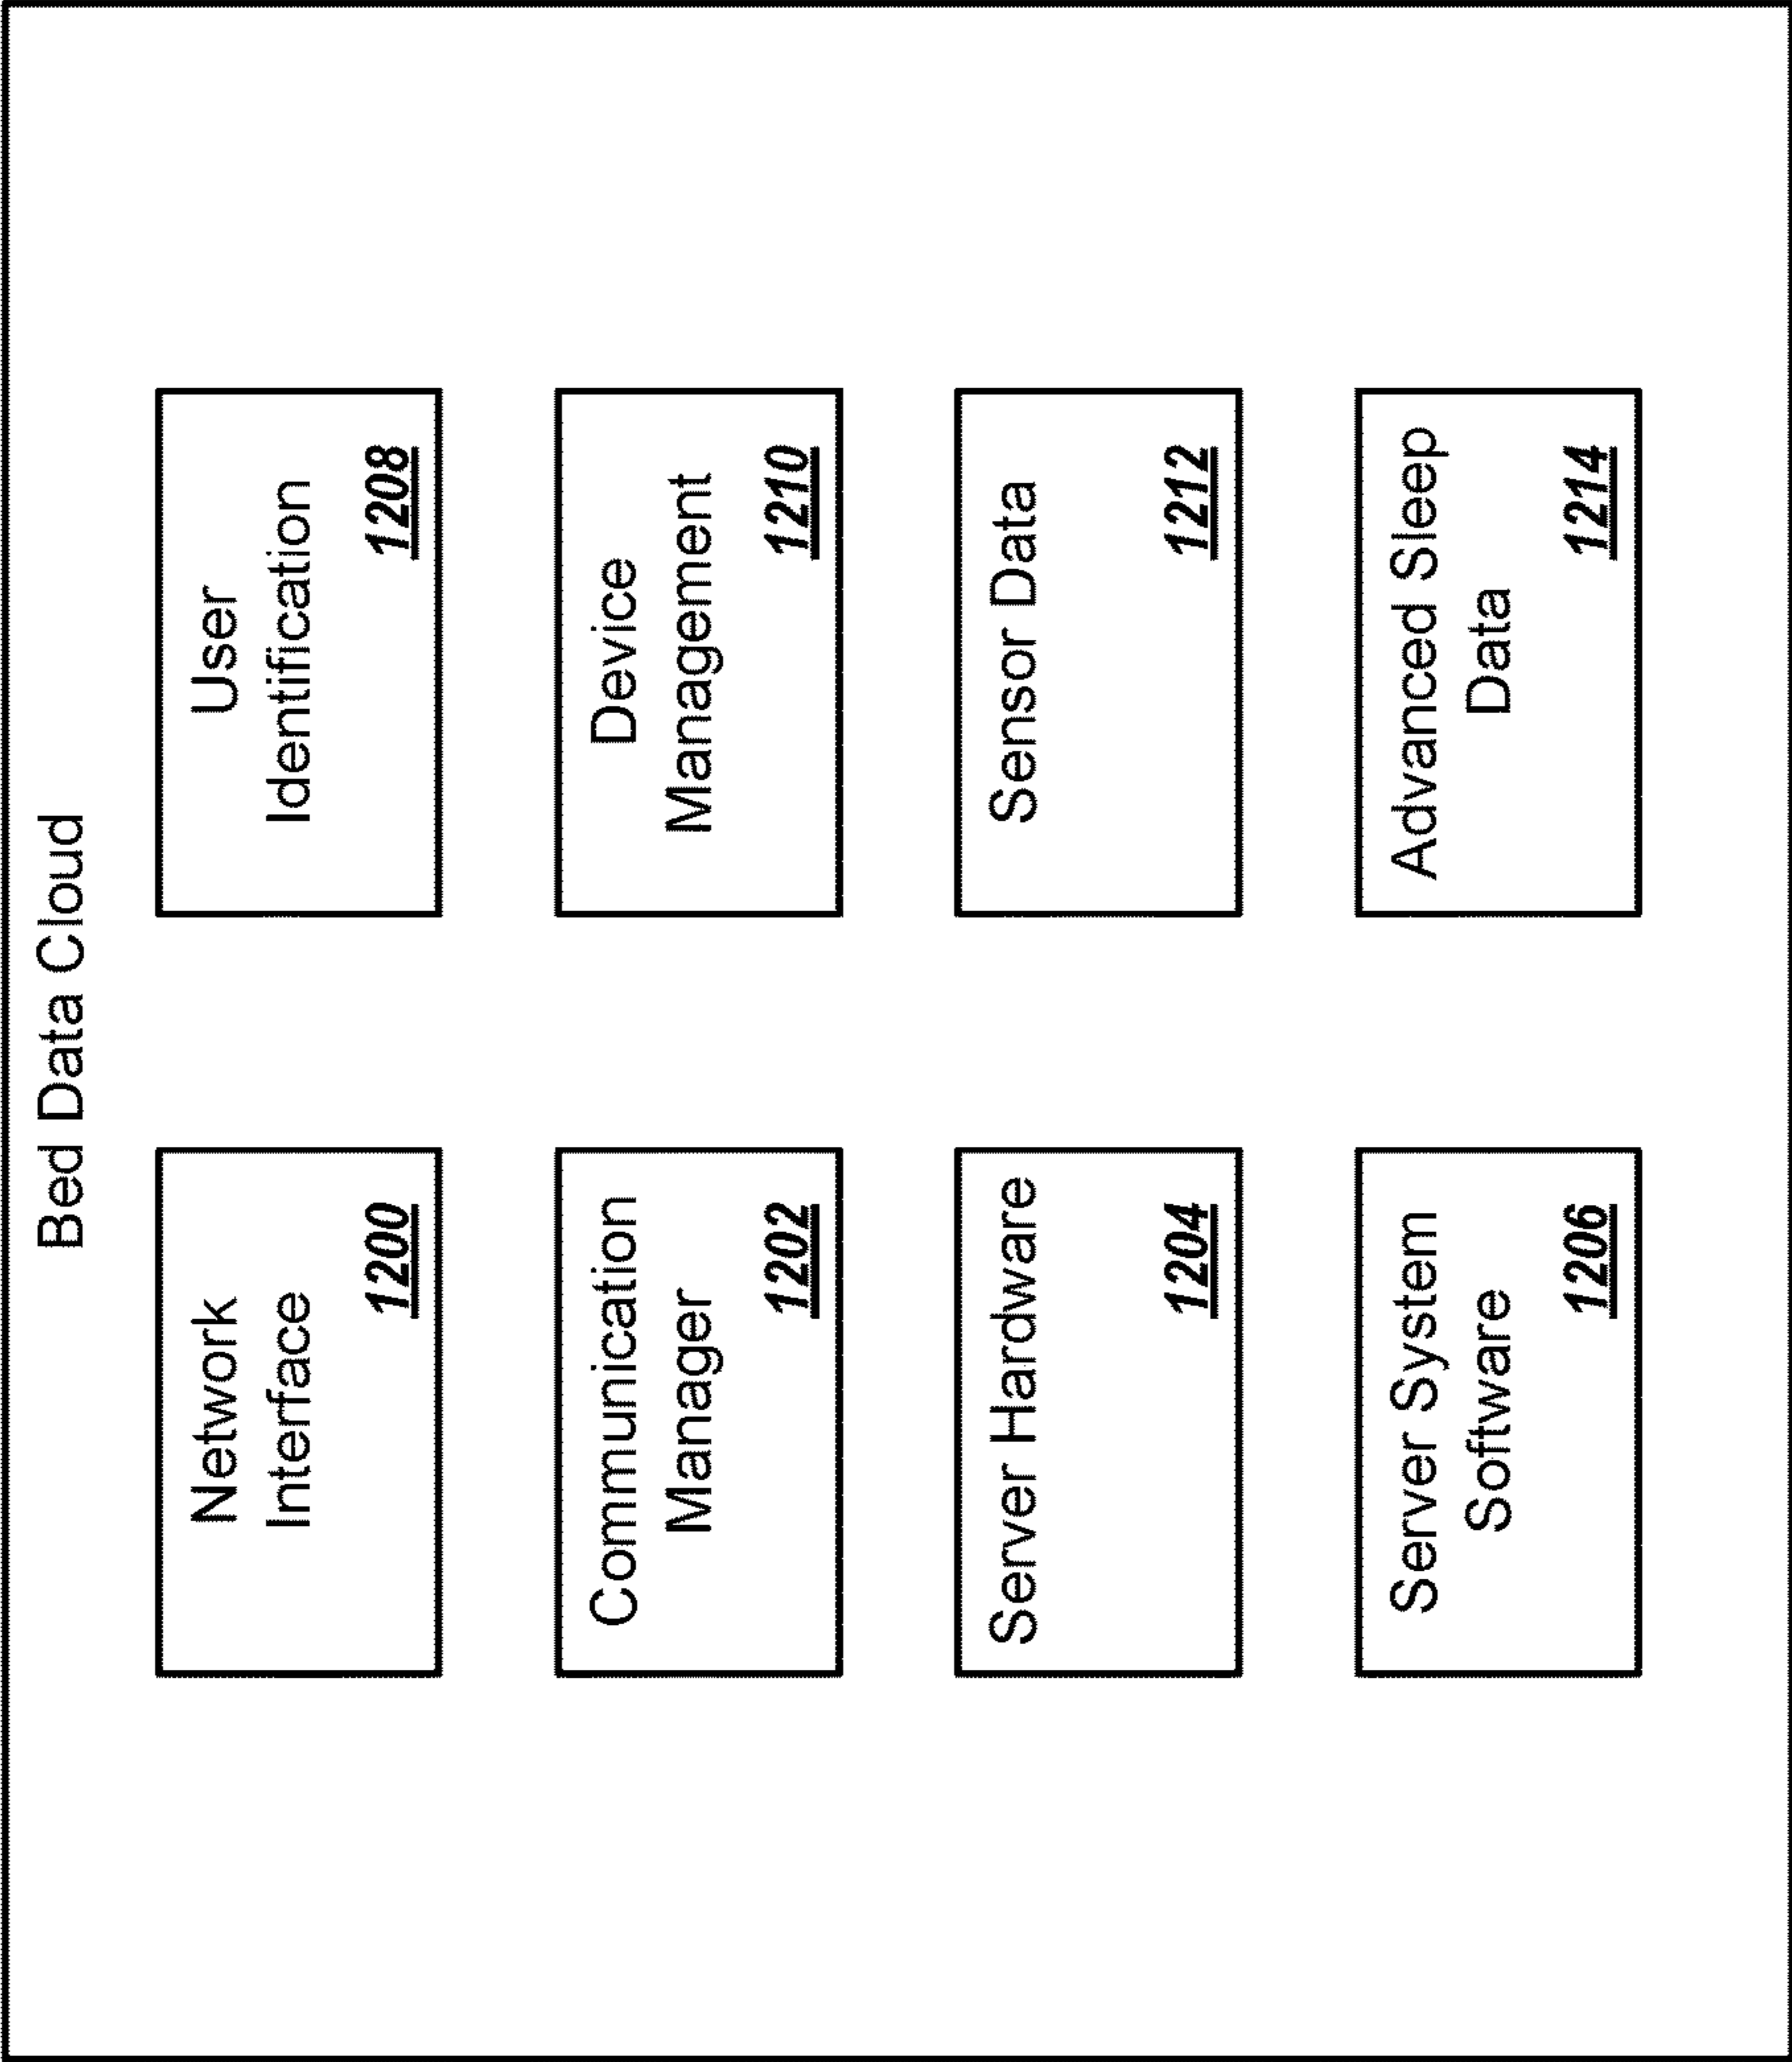 Bed Data Cloud
Network
Interface
1200
User
Identification
1208
Communication
Manager
1202
Device
Management
1210
Server Hardware
1204
Sensor Data
1212
Server System
Software
1206
Advanced Sleep
Data
1214